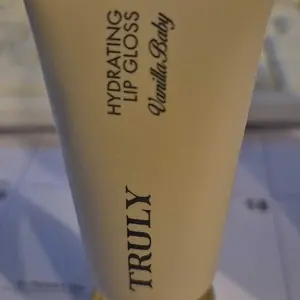 HYDRATING
LIP GLOSS
Vanilla Baby
TRULY